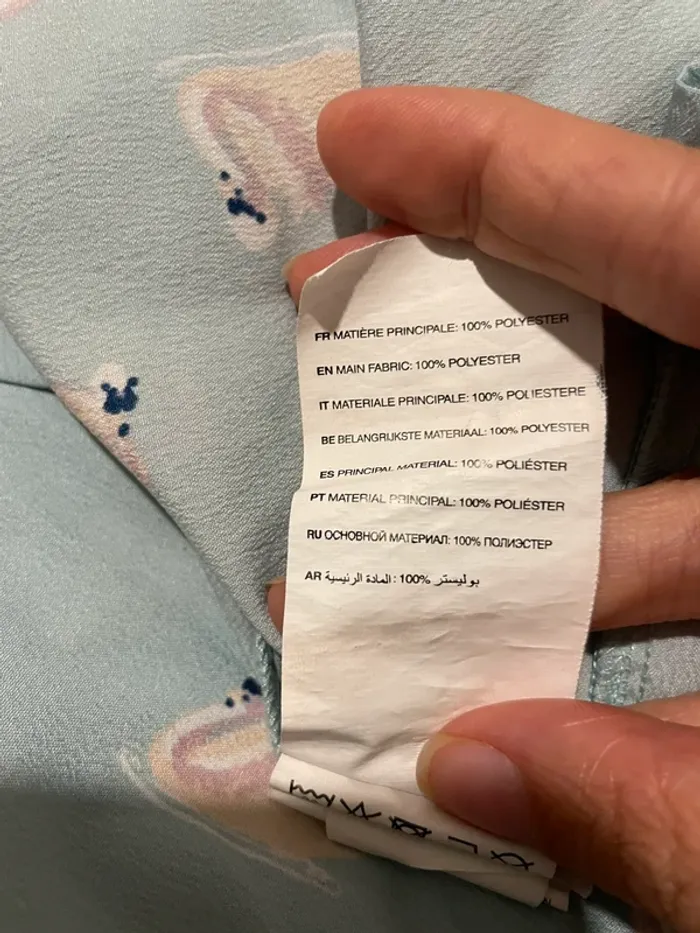 FR MATIÈRE PRINCIPALE: 100% POLYESTER
EN MAIN FABRIC: 100% POLYESTER
IT MATERIALE PRINCIPALE: 100% POLIESTERE
BE BELANGRIJKSTE MATERIAAL: 100% POLYESTER
ES PRINCIPAL MATERIAL: 100% POLIÉSTER
PT MATERIAL PRINCIPAL: 100% POLIÉSTER
RU ОСНОВНОЙ МАТЕРИАЛ: 100% ПОЛИЭСТЕР
AR المادة الرئيسية: 100% بوليستر